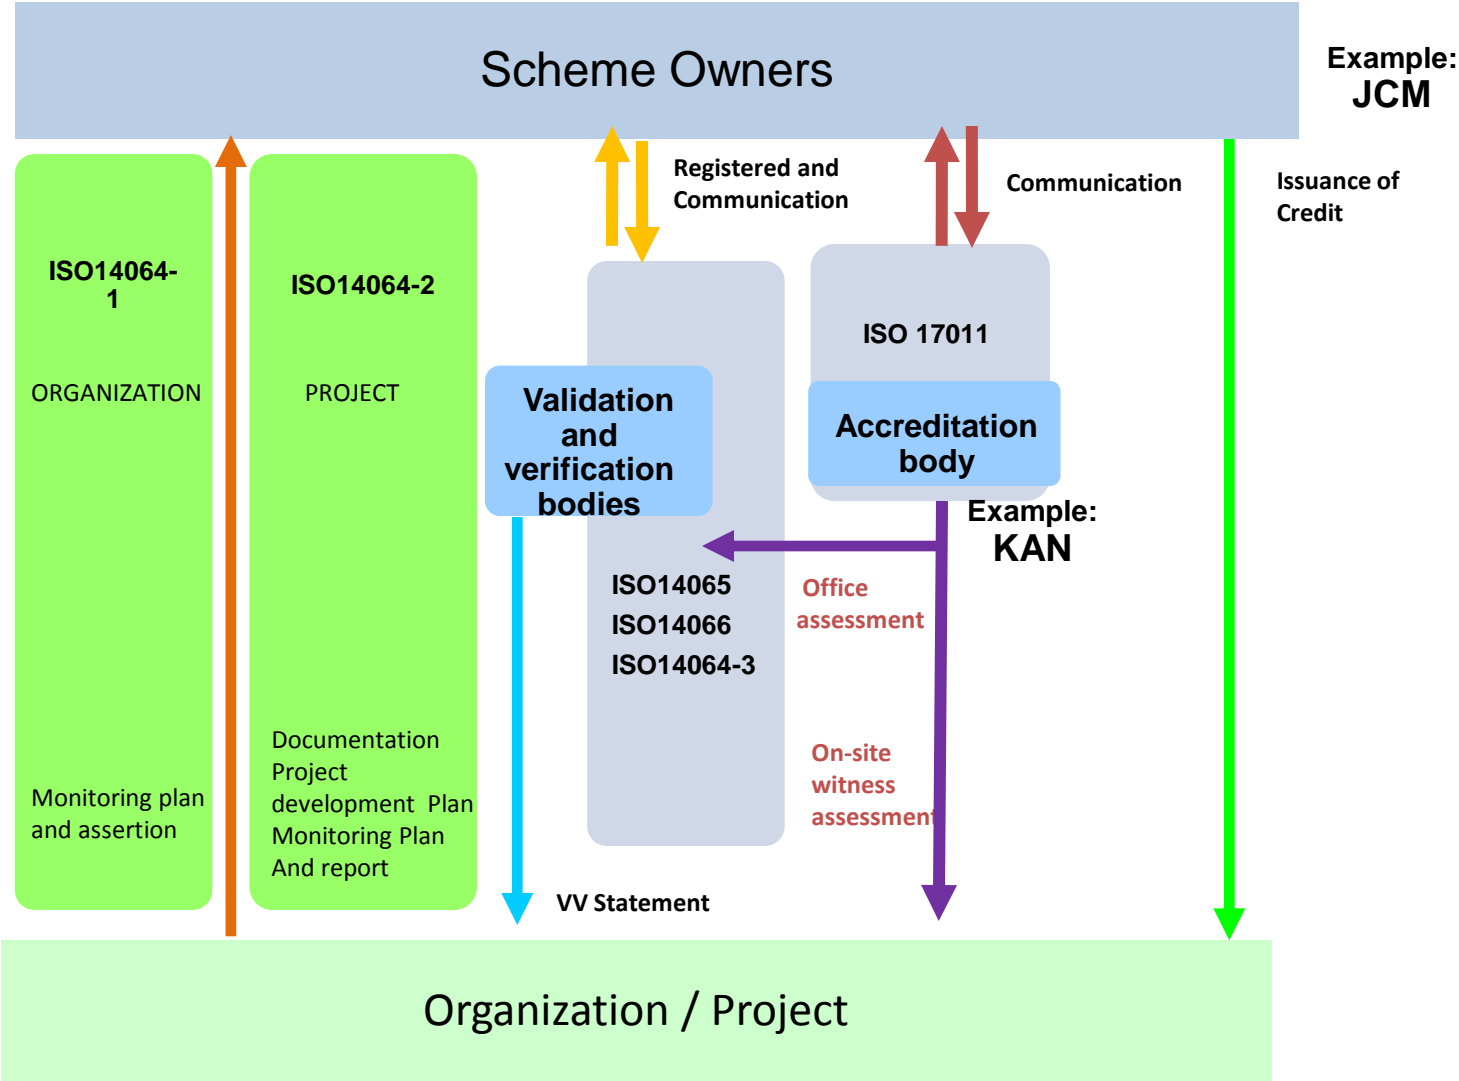 Scheme Owners
Example:
JCM
Registered and
Communication
Communication
Issuance of
Credit
ISO14064-
1
ORGANIZATION
Monitoring plan
and assertion
ISO14064-2
PROJECT
Documentation
Project
development  Plan
Monitoring Plan
And report
Validation
and
verification
bodies
ISO14065
ISO14066
ISO14064-3
ISO 17011
Accreditation
body
Example:
KAN
Office
assessment
On-site
witness
assessment
VV Statement
Organization / Project